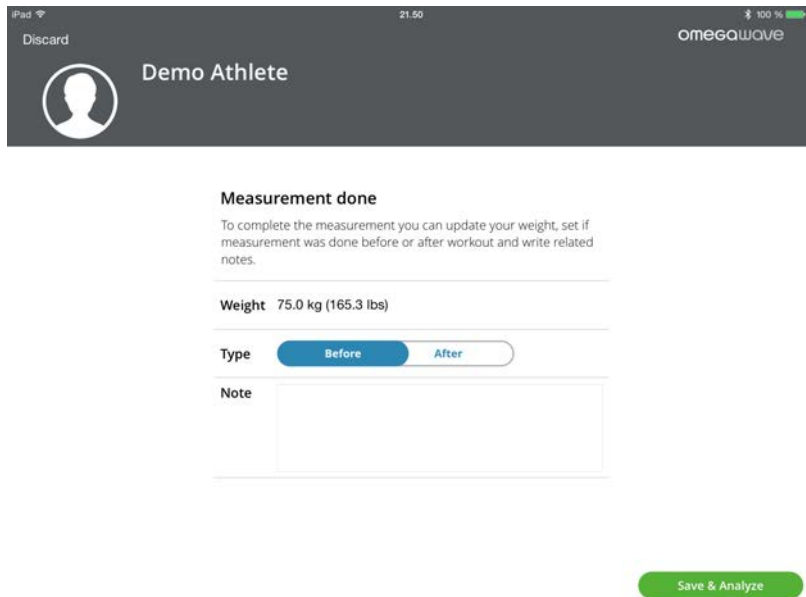 iPad 21.50 100 %
Discard omegawave
Demo Athlete
Measurement done
To complete the measurement you can update your weight, set if
measurement was done before or after workout and write related
notes.
Weight 75.0 kg (165.3 lbs)
Type Before After
Note
Save & Analyze